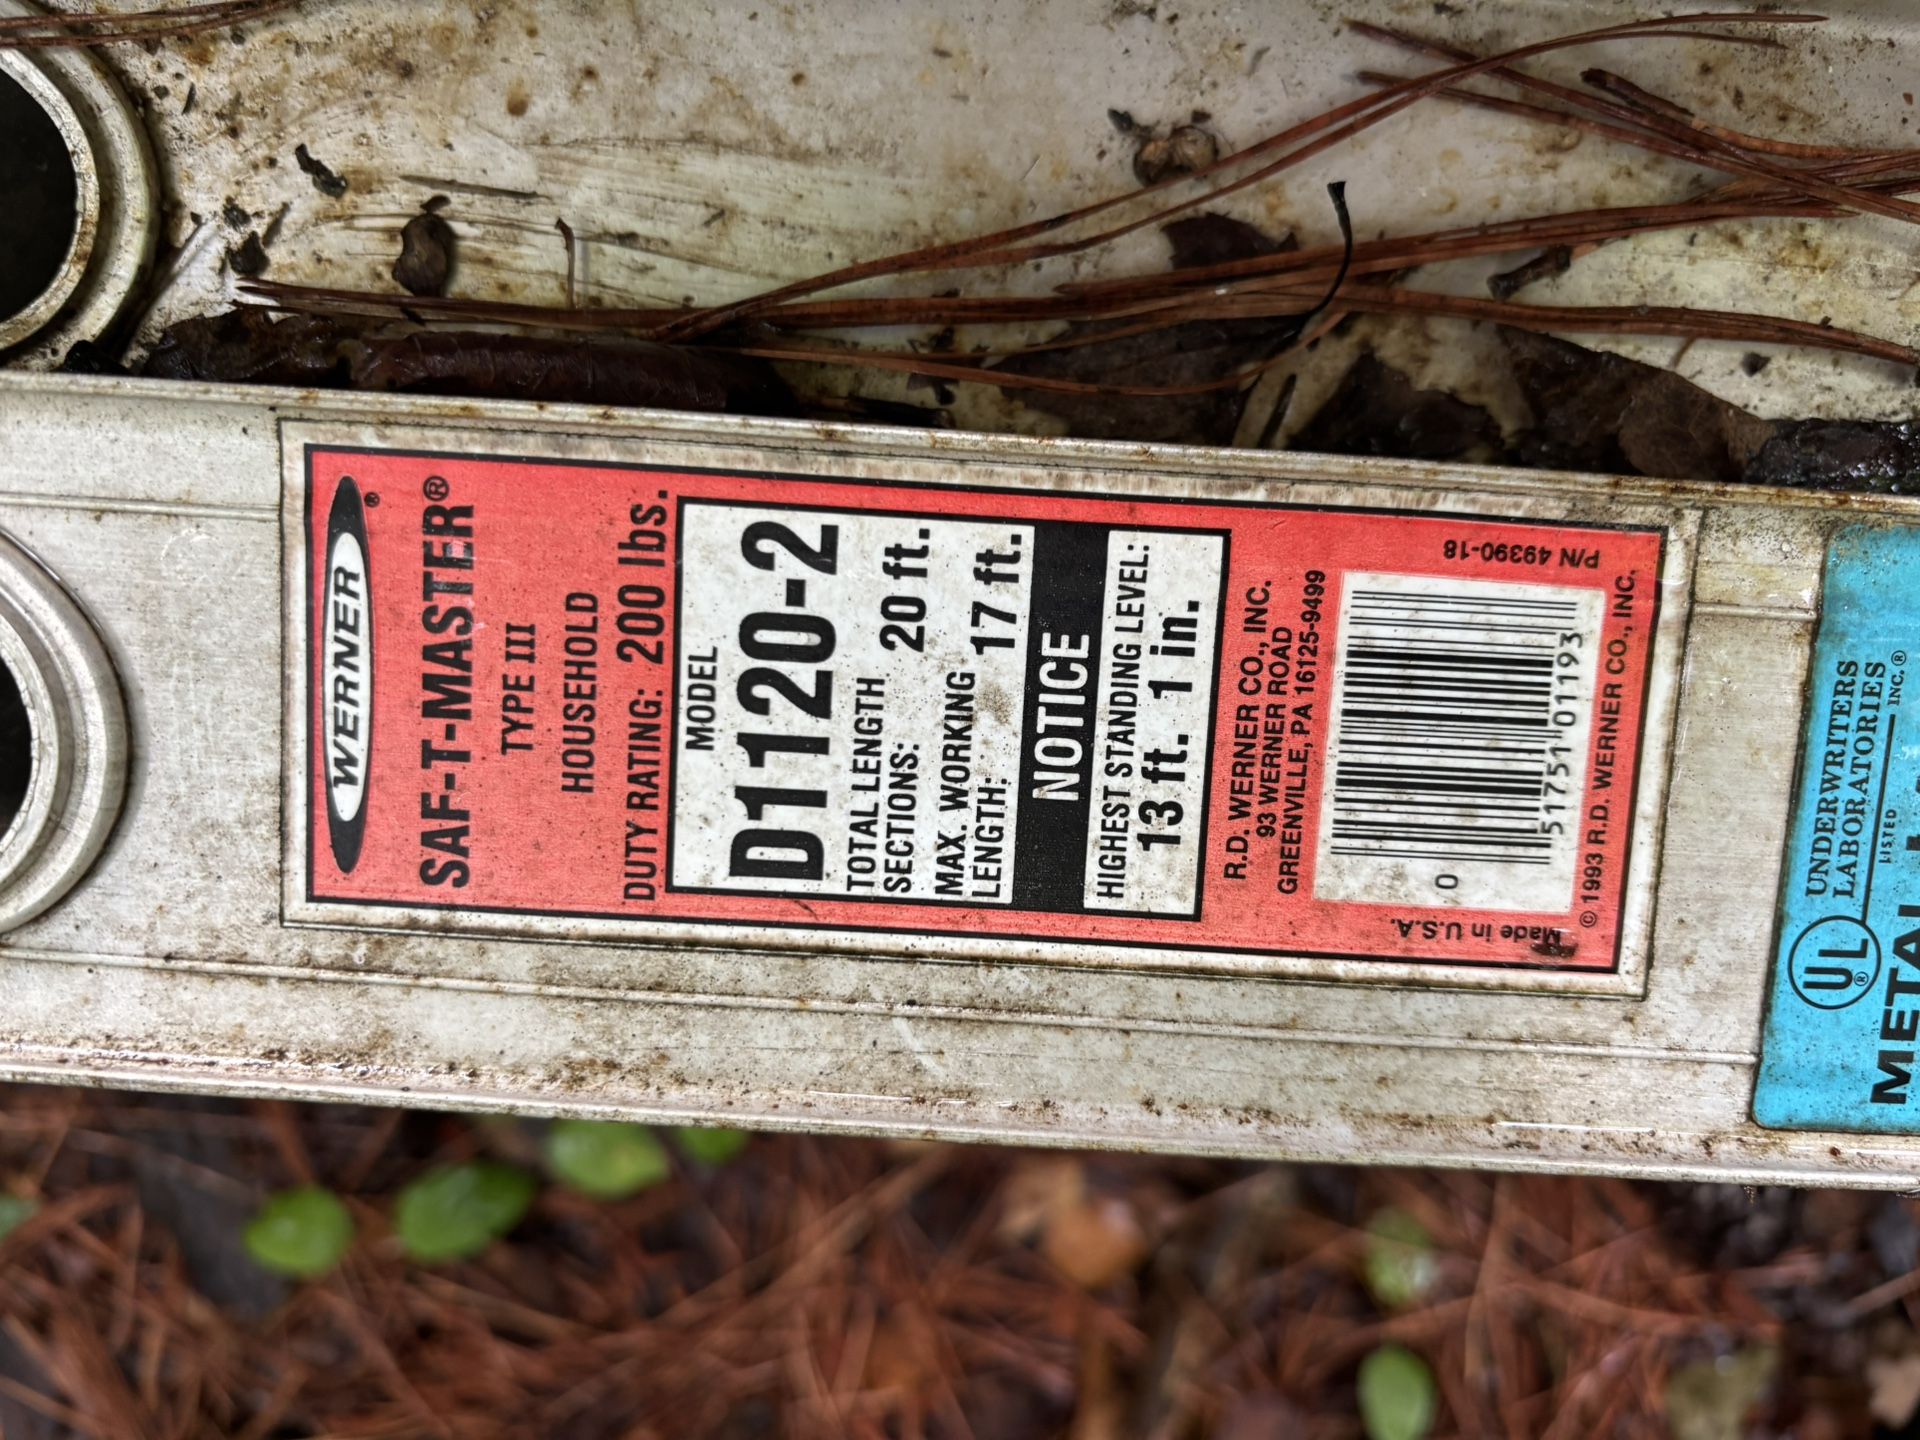 WERNER®
SAF-T-MASTER®
TYPE III
HOUSEHOLD
DUTY RATING: 200 lbs.
MODEL
D1120-2
TOTAL LENGTH
SECTIONS: 20 ft.
MAX. WORKING
LENGTH: 17 ft.
NOTICE
HIGHEST STANDING LEVEL:
13 ft. 1 in.
R.D. WERNER CO., INC.
93 WERNER ROAD
GREENVILLE, PA 16125-9499
Made in U.S.A.
P/N 49390-18
0 51751 01193
© 1993 R.D. WERNER CO., INC.
UL®
UNDERWRITERS
LABORATORIES
INC.®
LISTED
METAL